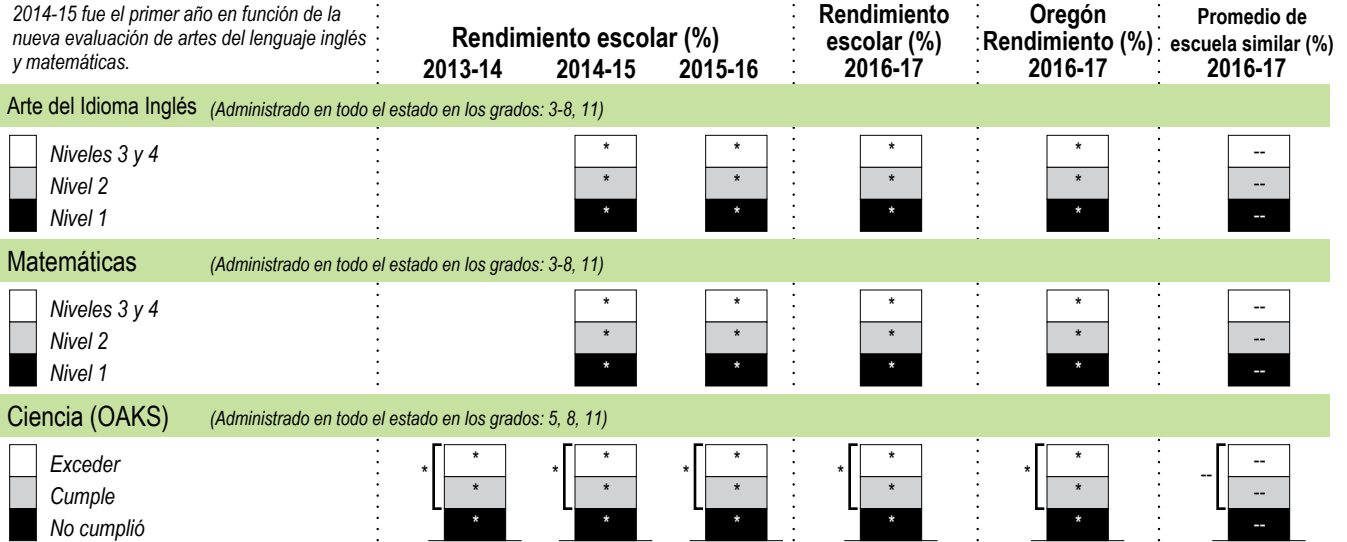 2014-15 fue el primer año en función de la
nueva evaluación de artes del lenguaje inglés
y matemáticas.
Rendimiento escolar (%)
2013-14 2014-15 2015-16
Rendimiento
escolar (%)
2016-17
Oregón
Rendimiento (%)
2016-17
Promedio de
escuela similar (%)
2016-17
Arte del Idioma Inglés (Administrado en todo el estado en los grados: 3-8, 11)
Niveles 3 y 4 * * * * --
Nivel 2 * * * * --
Nivel 1 * * * * --
Matemáticas (Administrado en todo el estado en los grados: 3-8, 11)
Niveles 3 y 4 * * * * --
Nivel 2 * * * * --
Nivel 1 * * * * --
Ciencia (OAKS) (Administrado en todo el estado en los grados: 5, 8, 11)
Exceder * * * * * --
* * * * * --
Cumple * * * * * --
No cumplió * * * * * --